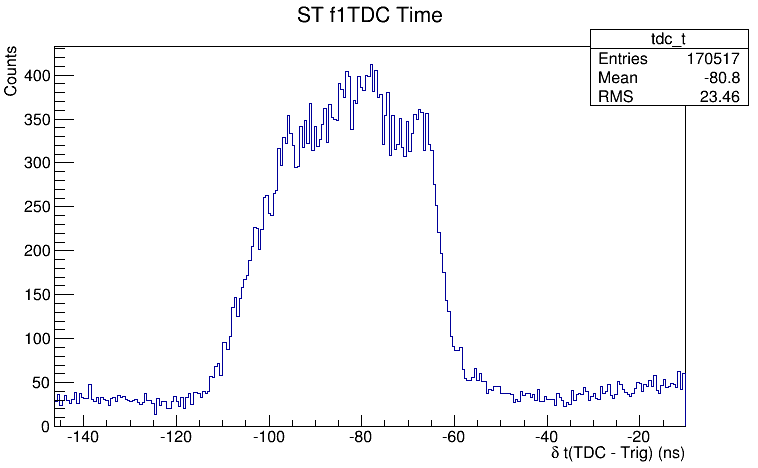 ST f1TDC Time
tdc_t
Entries 170517
Mean -80.8
RMS 23.46
Counts
400
350
300
250
200
150
100
50
0
-140 -120 -100 -80 -60 -40 -20
δ t(TDC - Trig) (ns)